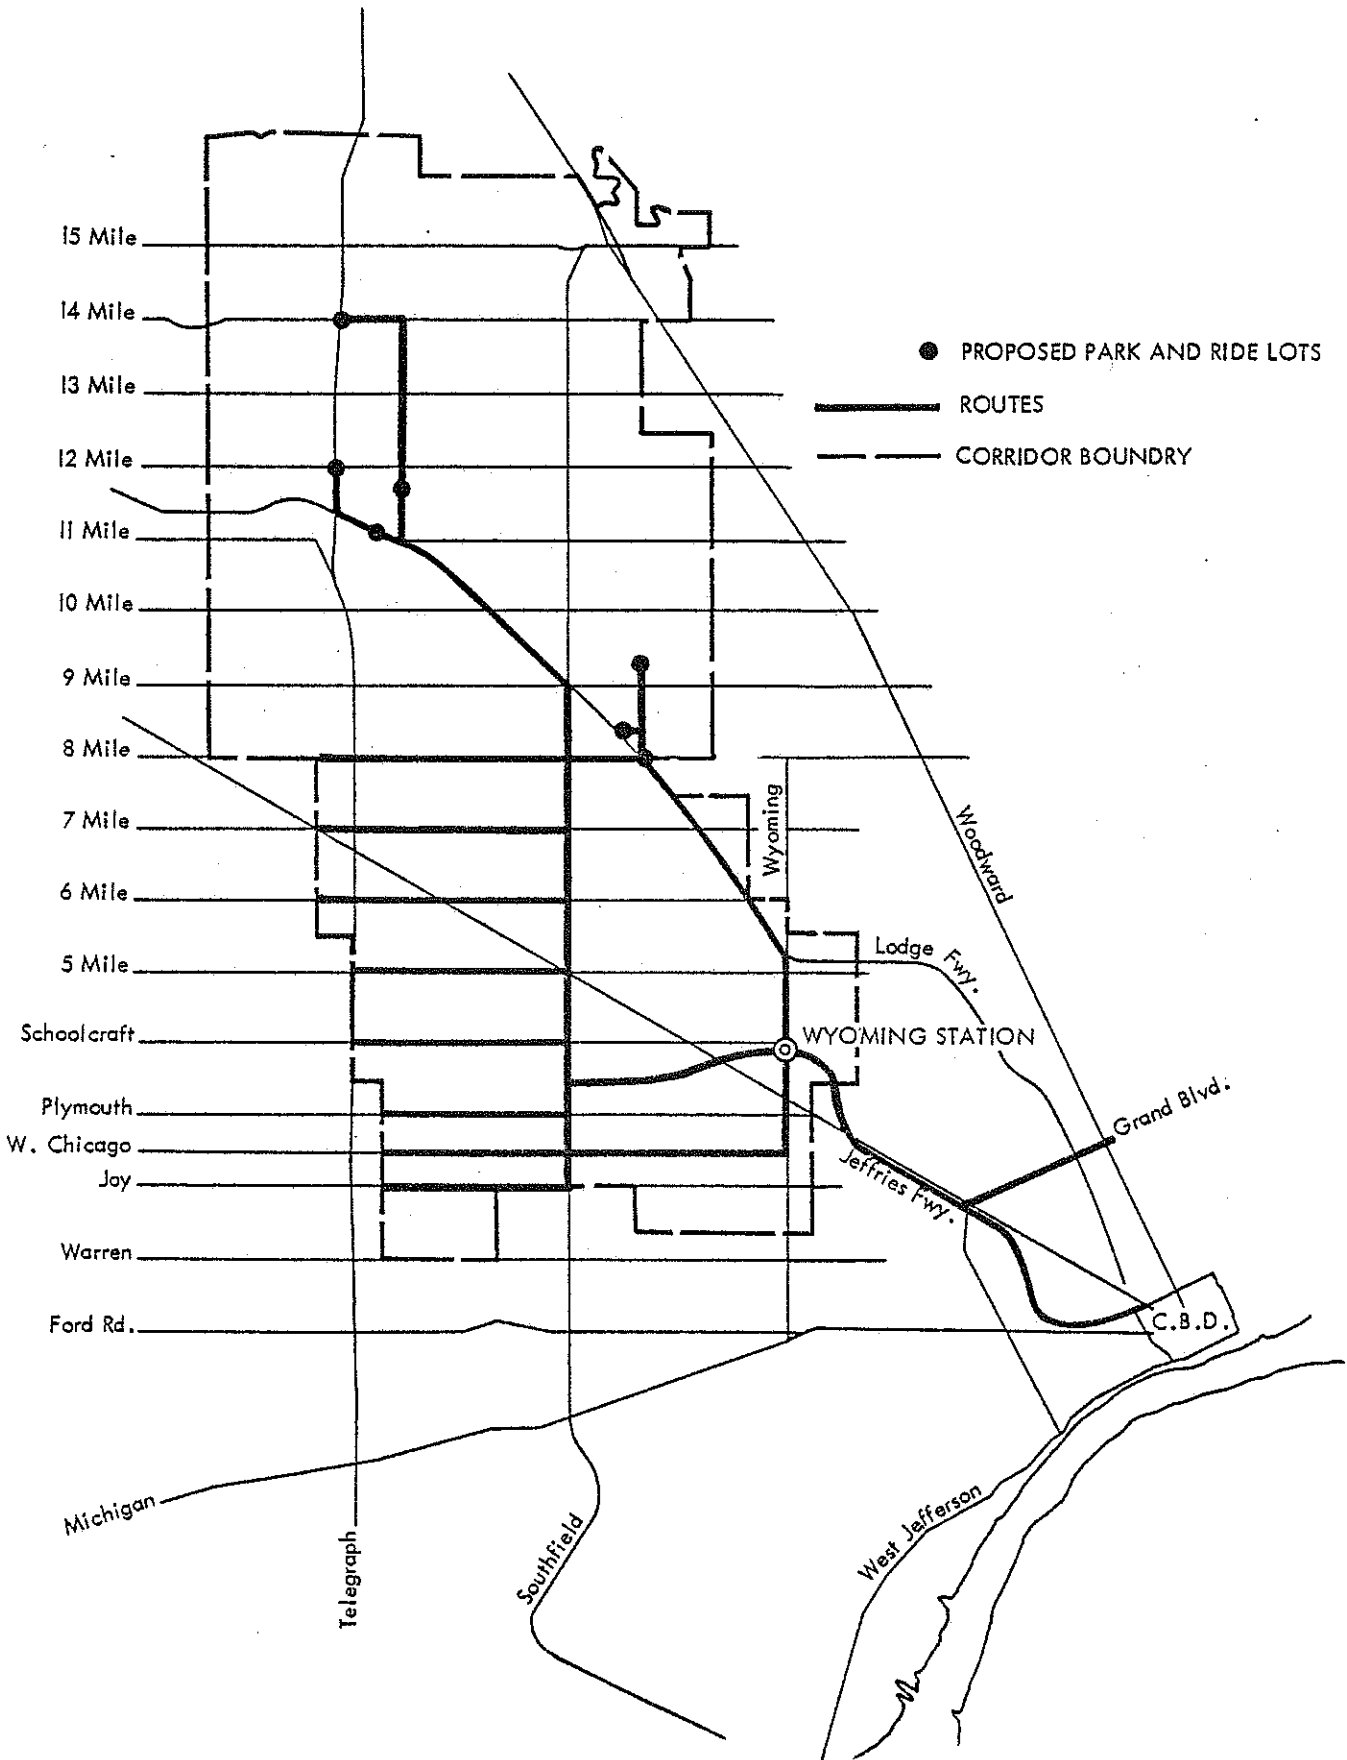 15 Mile
14 Mile
PROPOSED PARK AND RIDE LOTS
13 Mile
ROUTES
12 Mile
CORRIDOR BOUNDRY
11 Mile
10 Mile
9 Mile
8 Mile
Wyoming
Woodward
7 Mile
6 Mile
5 Mile
Lodge Fwy.
Schoolcraft
WYOMING STATION
Plymouth
Grand Blvd.
W. Chicago
Jeffries Fwy.
Joy
Warren
Ford Rd.
C.B.D.
Michigan
West Jefferson
Telegraph
Southfield